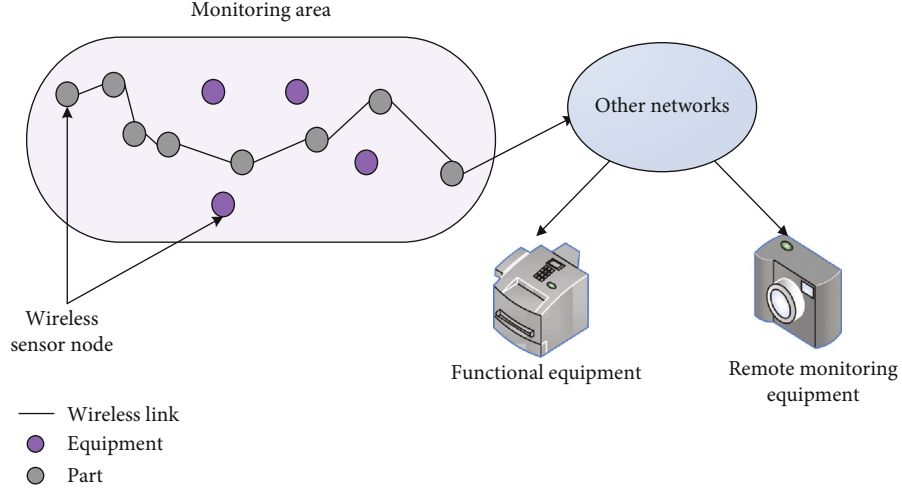 Monitoring area
Other networks
Wireless
sensor node
Functional equipment
Remote monitoring
equipment
Wireless link
Equipment
Part